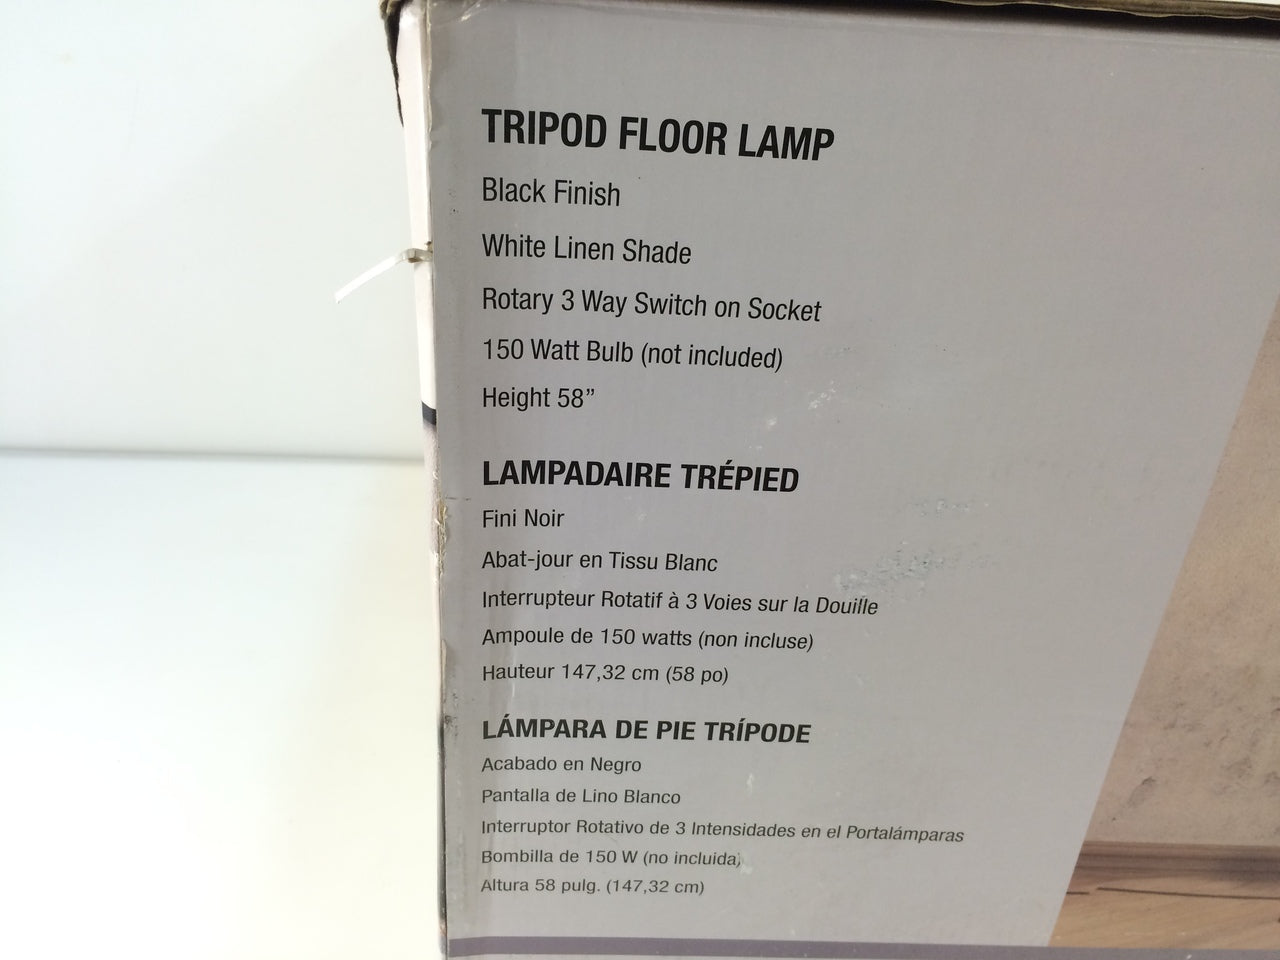 TRIPOD FLOOR LAMP
Black Finish
White Linen Shade
Rotary 3 Way Switch on Socket
150 Watt Bulb (not included)
Height 58”
LAMPADAIRE TRÉPIED
Fini Noir
Abat-jour en Tissu Blanc
Interrupteur Rotatif à 3 Voies sur la Douille
Ampoule de 150 watts (non incluse)
Hauteur 147,32 cm (58 po)
LÁMPARA DE PIE TRÍPODE
Acabado en Negro
Pantalla de Lino Blanco
Interruptor Rotativo de 3 Intensidades en el Portalámparas
Bombilla de 150 W (no incluida)
Altura 58 pulg. (147,32 cm)